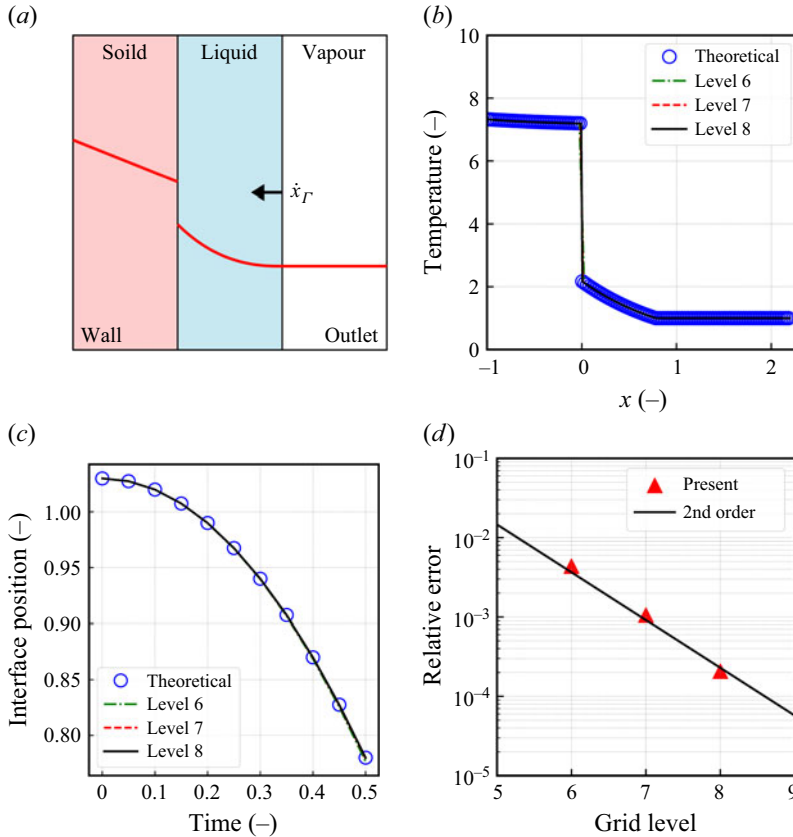 (a)
Soild Liquid Vapour
ẋ_Γ
Wall Outlet
(b)
10
8
6
4
2
0
Temperature (–)
Theoretical
Level 6
Level 7
Level 8
–1 0 1 2
x (–)
(c)
1.00
0.95
0.90
0.85
0.80
Interface position (–)
Theoretical
Level 6
Level 7
Level 8
0 0.1 0.2 0.3 0.4 0.5
Time (–)
(d)
10⁻¹
10⁻²
10⁻³
10⁻⁴
10⁻⁵
Relative error
Present
2nd order
5 6 7 8 9
Grid level